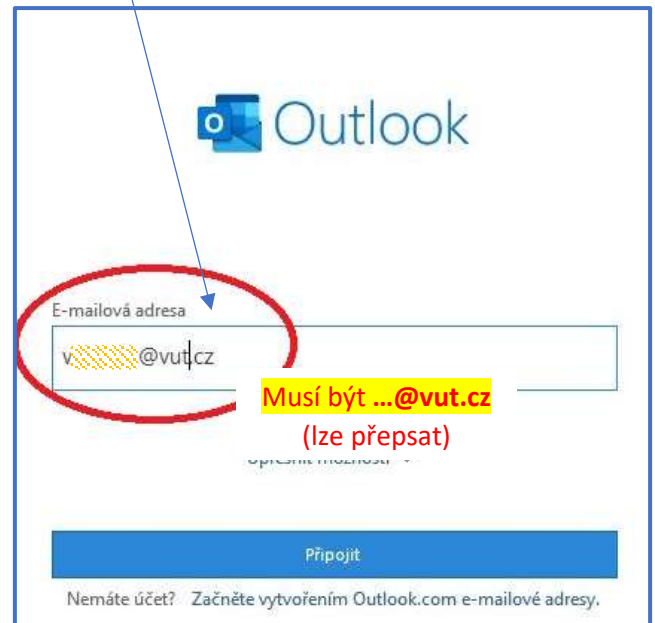 Outlook
E-mailová adresa
v @vut.cz
Musí být …@vut.cz
(lze přepsat)
Připojit
Nemáte účet? Začněte vytvořením Outlook.com e-mailové adresy.